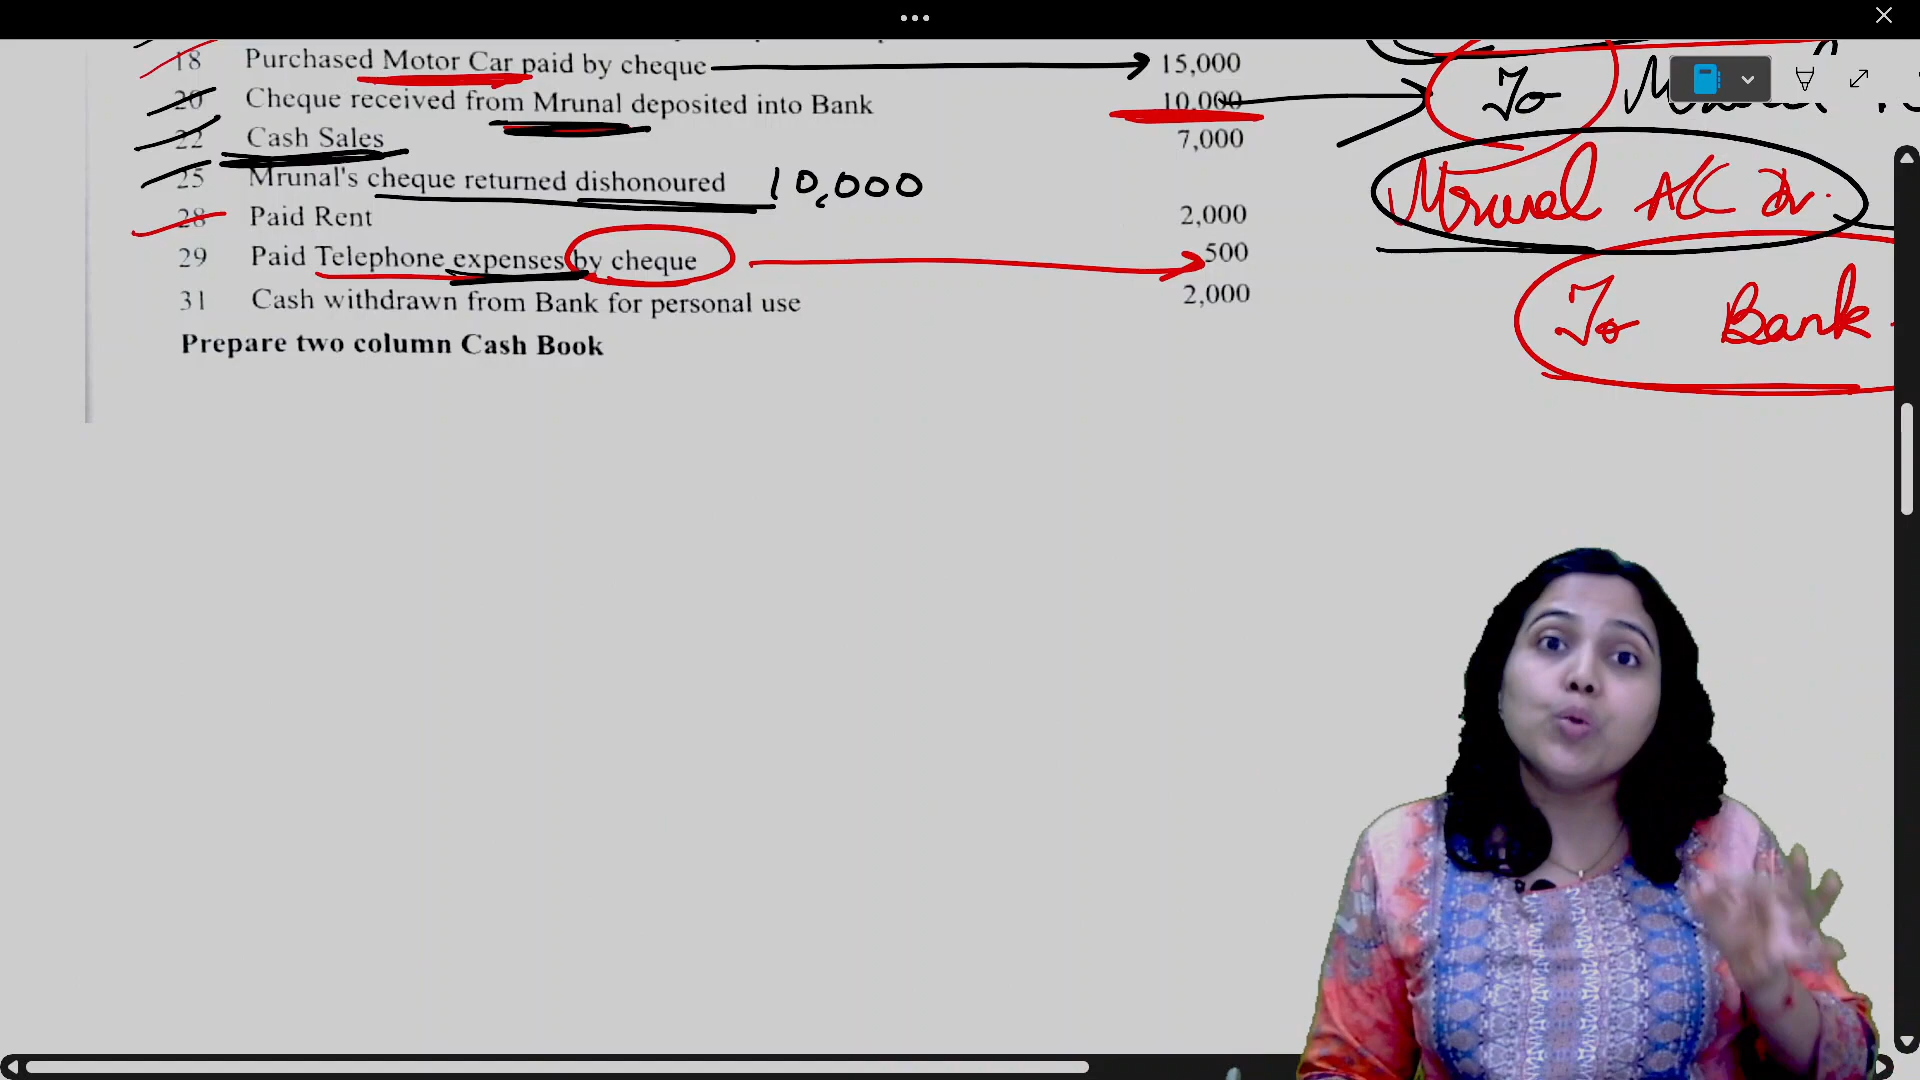 18 Purchased Motor Car paid by cheque 15,000
20 Cheque received from Mrunal deposited into Bank 10,000 To
22 Cash Sales 7,000
25 Mrunal's cheque returned dishonoured 10,000 Mrunal A/C Dr.
28 Paid Rent 2,000
29 Paid Telephone expenses by cheque 500
31 Cash withdrawn from Bank for personal use 2,000 To Bank
Prepare two column Cash Book